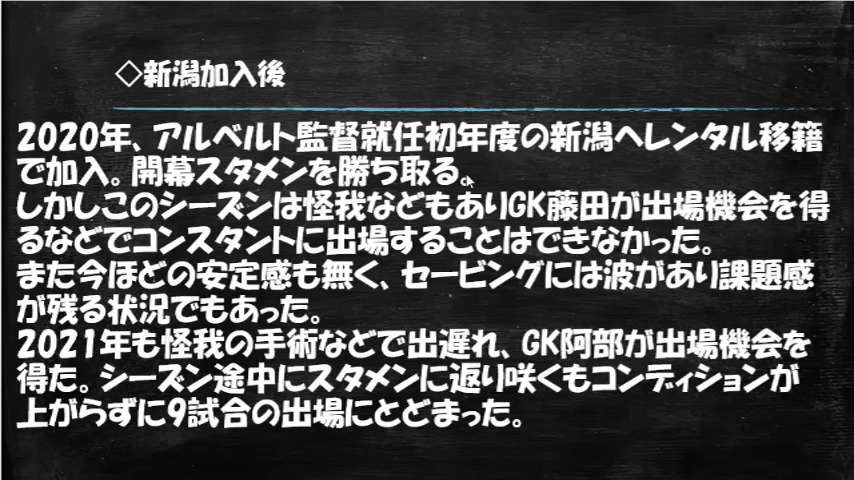 ◇新潟加入後
2020年、アルベルト監督就任初年度の新潟へレンタル移籍
で加入。開幕スタメンを勝ち取る。
しかしこのシーズンは怪我などもありGK藤田が出場機会を得
るなどでコンスタントに出場することはできなかった。
また今ほどの安定感も無く、セービングには波があり課題感
が残る状況でもあった。
2021年も怪我の手術などで出遅れ、GK阿部が出場機会を
得た。シーズン途中にスタメンに返り咲くもコンディションが
上がらずに9試合の出場にとどまった。